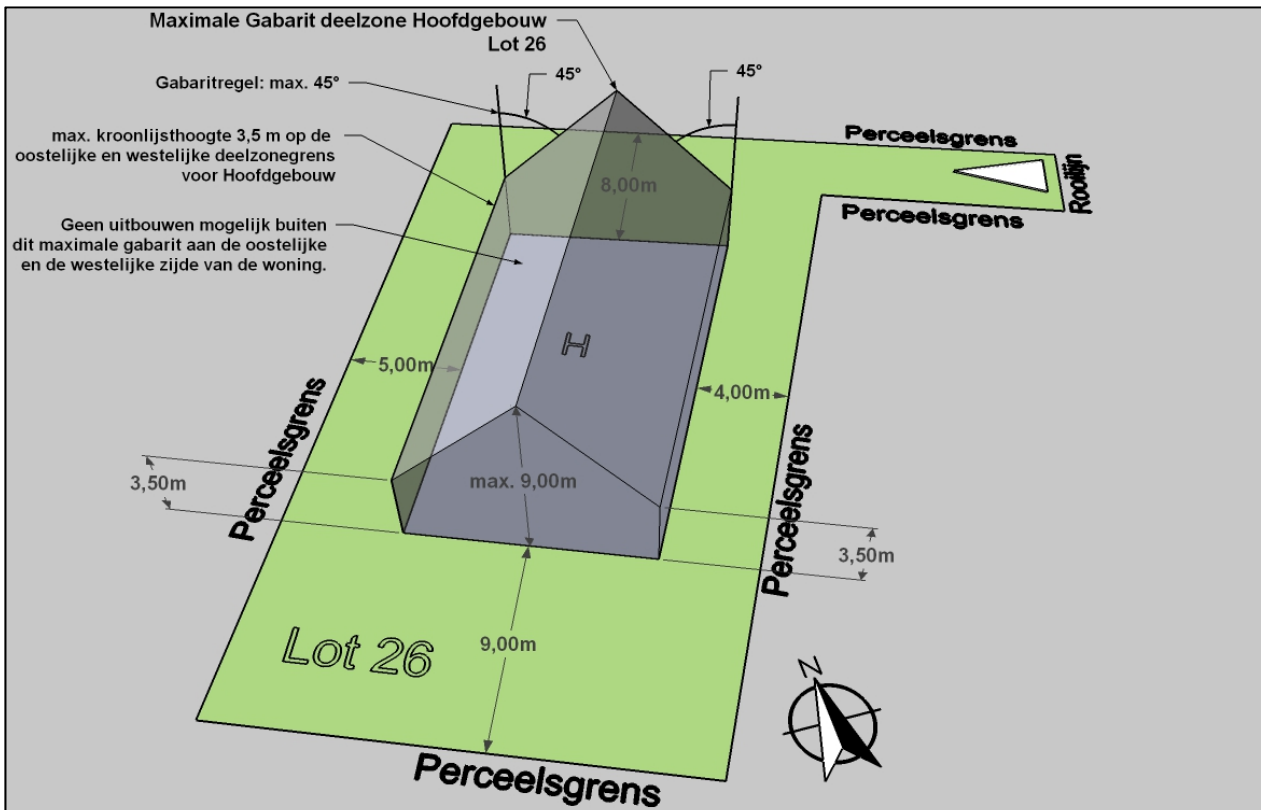 Maximale Gabarit deelzone Hoofdgebouw
Lot 26
45°
45°
Gabaritregel: max. 45°
max. kroonlijsthoogte 3,5 m op de
oostelijke en westelijke deelzonegrens
voor Hoofdgebouw
Perceelsgrens
Rooilijn
8,00m
Perceelsgrens
Geen uitbouwen mogelijk buiten
dit maximale gabarit aan de oostelijke
en de westelijke zijde van de woning.
H
5,00m
4,00m
Perceelsgrens
Perceelsgrens
3,50m
max. 9,00m
3,50m
9,00m
Lot 26
N
Perceelsgrens